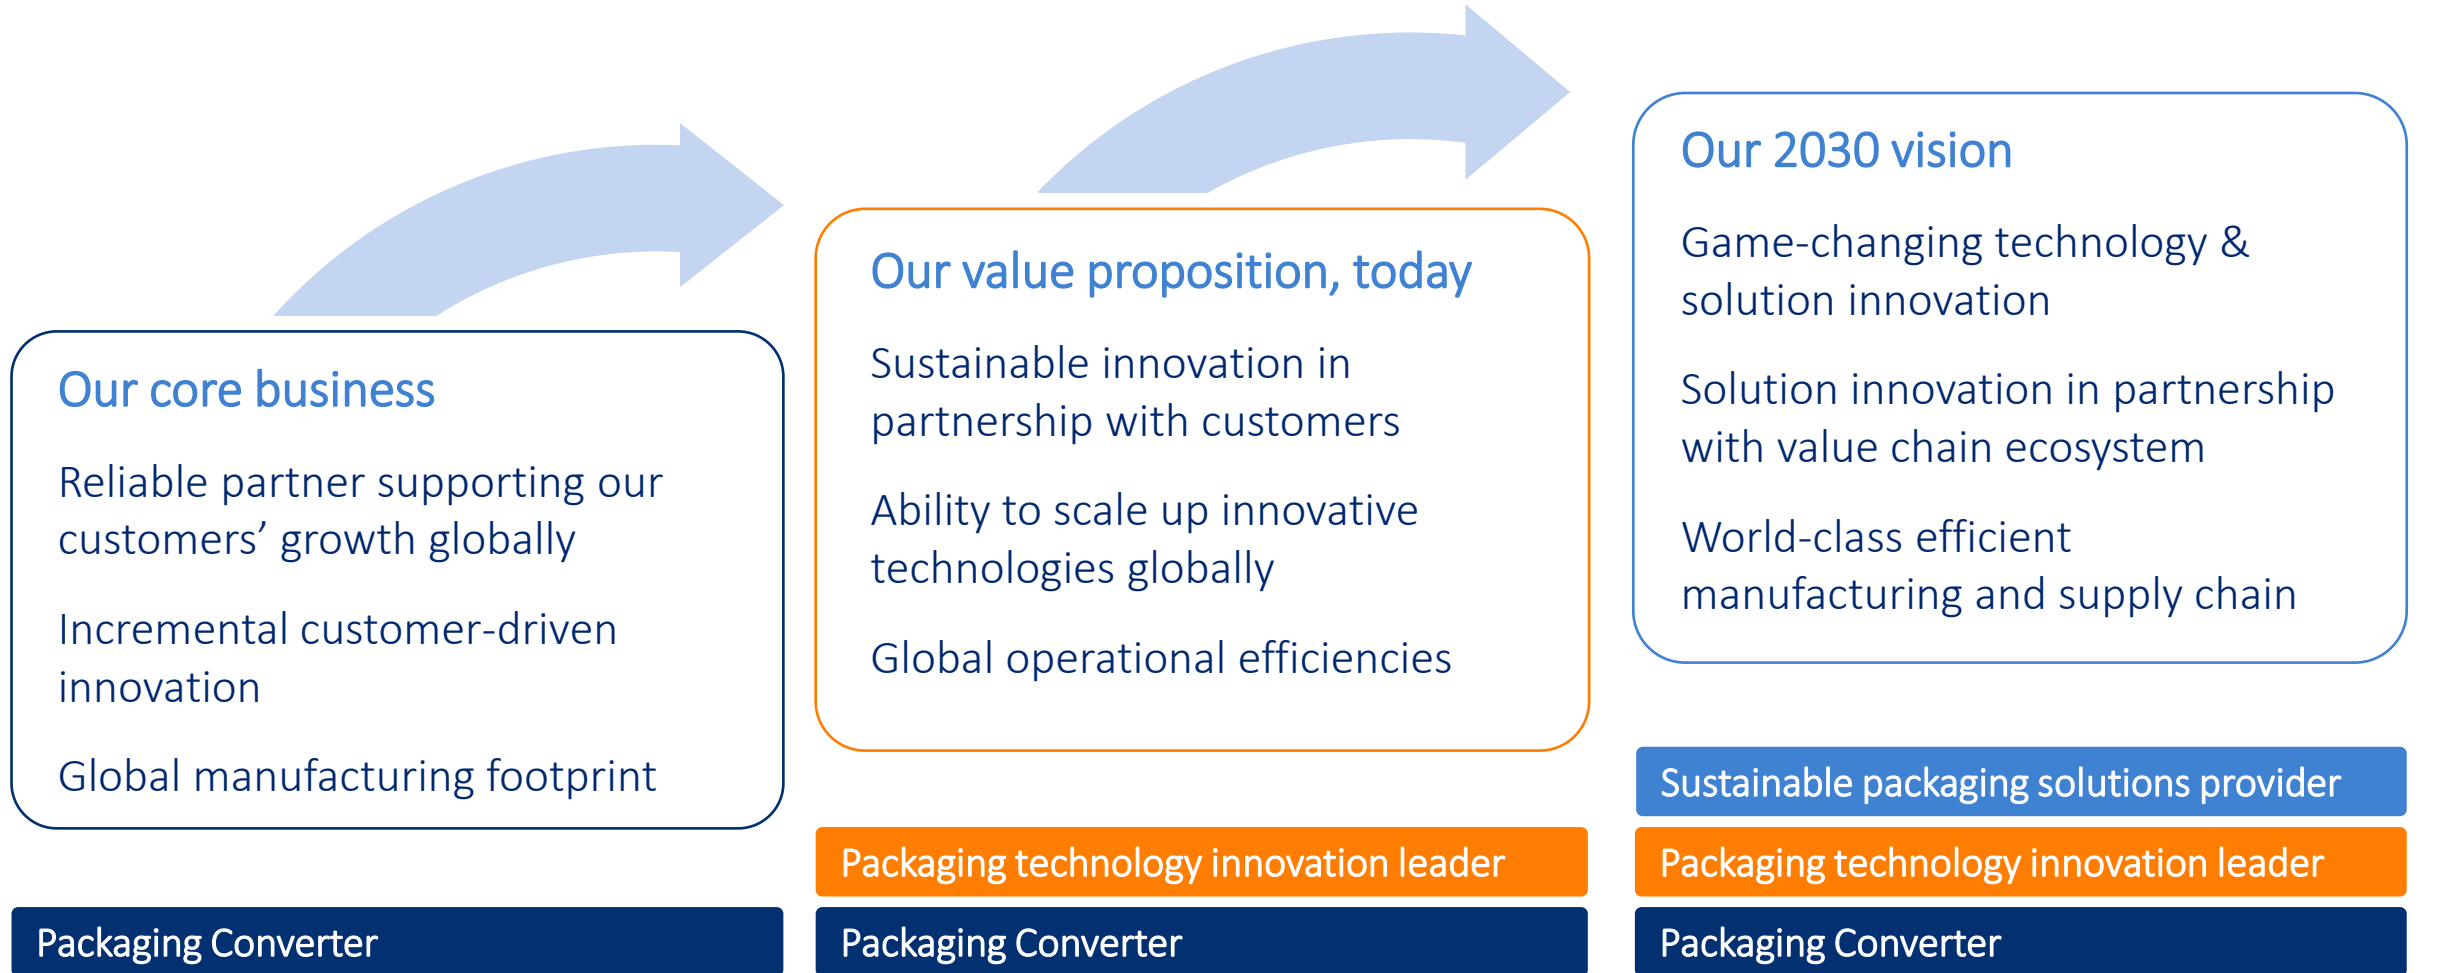 Our core business
Reliable partner supporting our
customers’ growth globally
Incremental customer-driven
innovation
Global manufacturing footprint
Packaging Converter
Our value proposition, today
Sustainable innovation in
partnership with customers
Ability to scale up innovative
technologies globally
Global operational efficiencies
Packaging technology innovation leader
Packaging Converter
Our 2030 vision
Game-changing technology &
solution innovation
Solution innovation in partnership
with value chain ecosystem
World-class efficient
manufacturing and supply chain
Sustainable packaging solutions provider
Packaging technology innovation leader
Packaging Converter